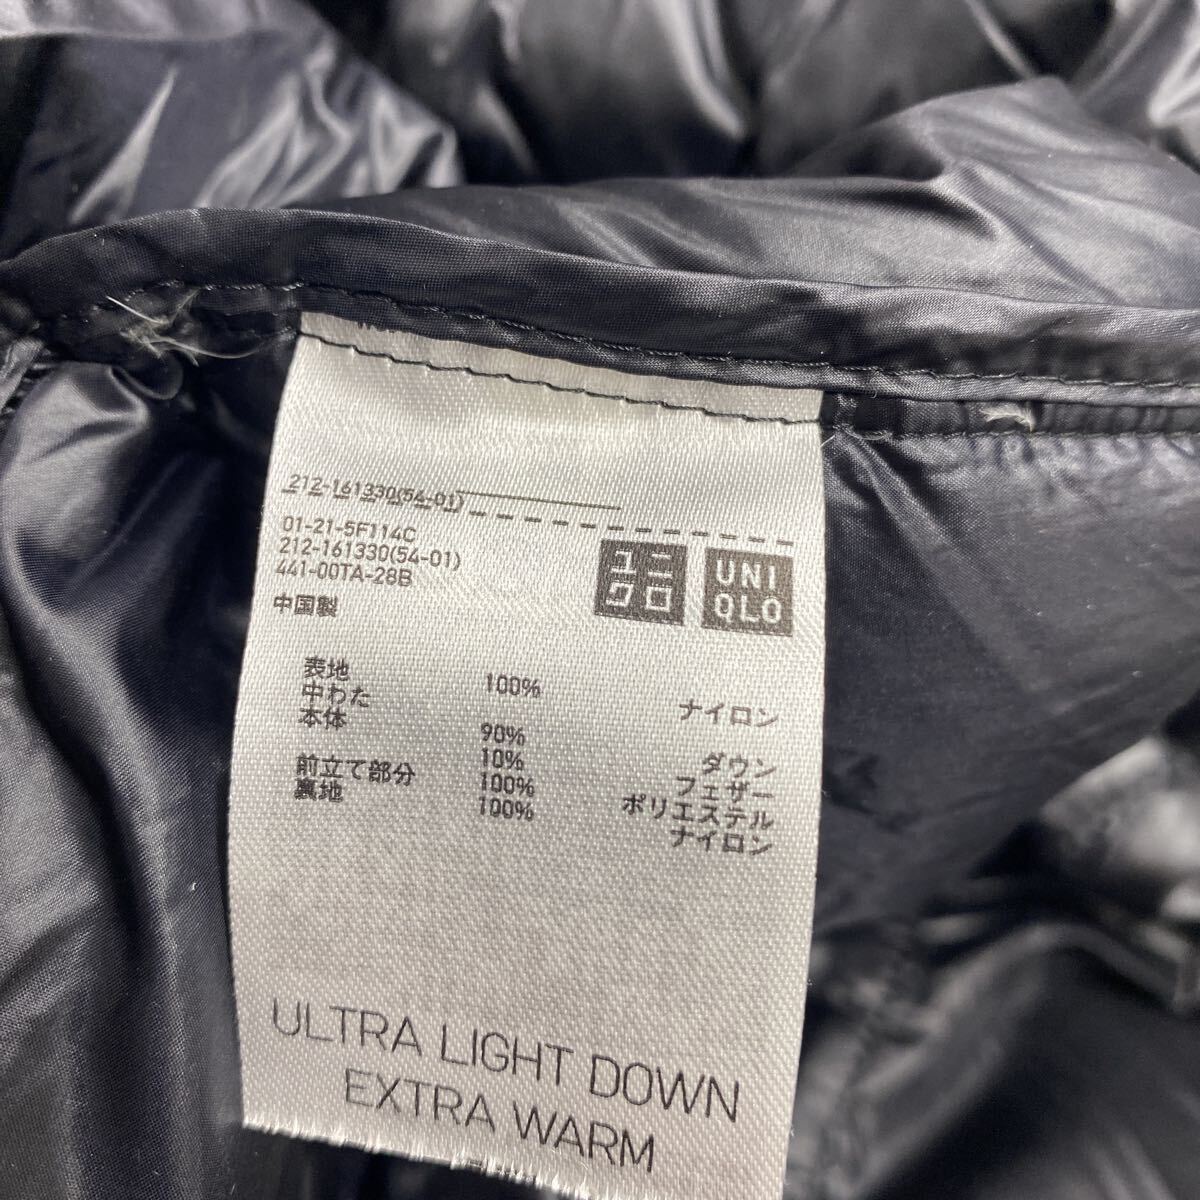 212-161330(54-01)
01-21-5F114C
212-161330(54-01)
441-00TA-28B
中国製
ユニ
クロ
UNI
QLO
表地 100% ナイロン
中わた
本体 90% ダウン
10% フェザー
前立て部分 100% ポリエステル
裏地 100% ナイロン
ULTRA LIGHT DOWN
EXTRA WARM